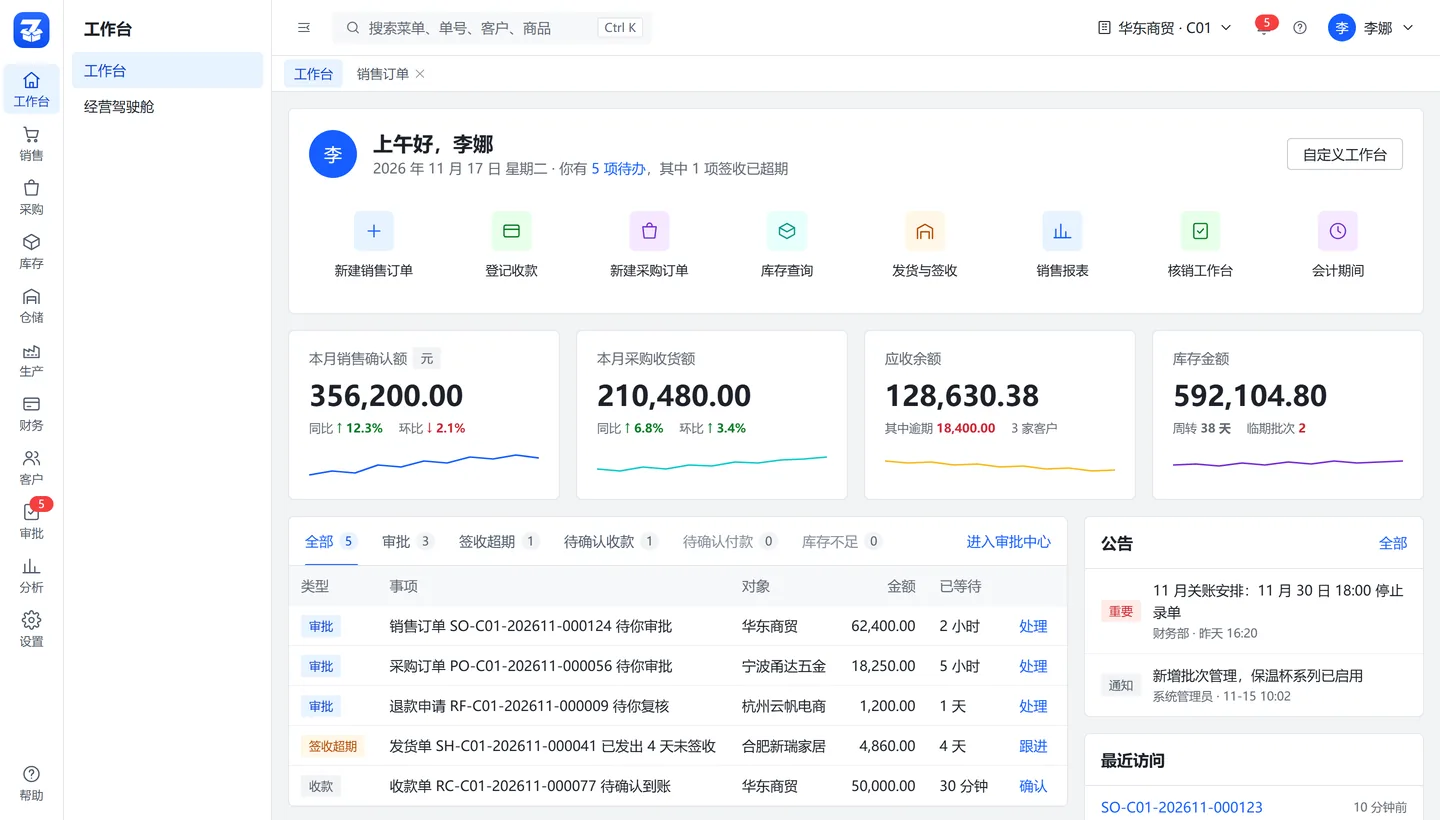 工作台
搜索菜单、单号、客户、商品
Ctrl K
华东商贸 · C01
5
李
李娜
工作台
销售
采购
库存
仓储
生产
财务
客户
5
审批
分析
设置
帮助
工作台
经营驾驶舱
工作台
销售订单
李
上午好，李娜
2026 年 11 月 17 日 星期二 · 你有 5 项待办，其中 1 项签收已超期
自定义工作台
新建销售订单
登记收款
新建采购订单
库存查询
发货与签收
销售报表
核销工作台
会计期间
本月销售确认额 元
356,200.00
同比 ↑ 12.3% 环比 ↓ 2.1%
本月采购收货额
210,480.00
同比 ↑ 6.8% 环比 ↑ 3.4%
应收余额
128,630.38
其中逾期 18,400.00 3 家客户
库存金额
592,104.80
周转 38 天 临期批次 2
全部 5 审批 3 签收超期 1 待确认收款 1 待确认付款 0 库存不足 0 进入审批中心
类型 事项 对象 金额 已等待
审批 销售订单 SO-C01-202611-000124 待你审批 华东商贸 62,400.00 2 小时 处理
审批 采购订单 PO-C01-202611-000056 待你审批 宁波甬达五金 18,250.00 5 小时 处理
审批 退款申请 RF-C01-202611-000009 待你复核 杭州云帆电商 1,200.00 1 天 处理
签收超期 发货单 SH-C01-202611-000041 已发出 4 天未签收 合肥新瑞家居 4,860.00 4 天 跟进
收款 收款单 RC-C01-202611-000077 待确认到账 华东商贸 50,000.00 30 分钟 确认
公告 全部
重要
11 月关账安排：11 月 30 日 18:00 停止
录单
财务部 · 昨天 16:20
通知
新增批次管理，保温杯系列已启用
系统管理员 · 11-15 10:02
最近访问
SO-C01-202611-000123 10 分钟前